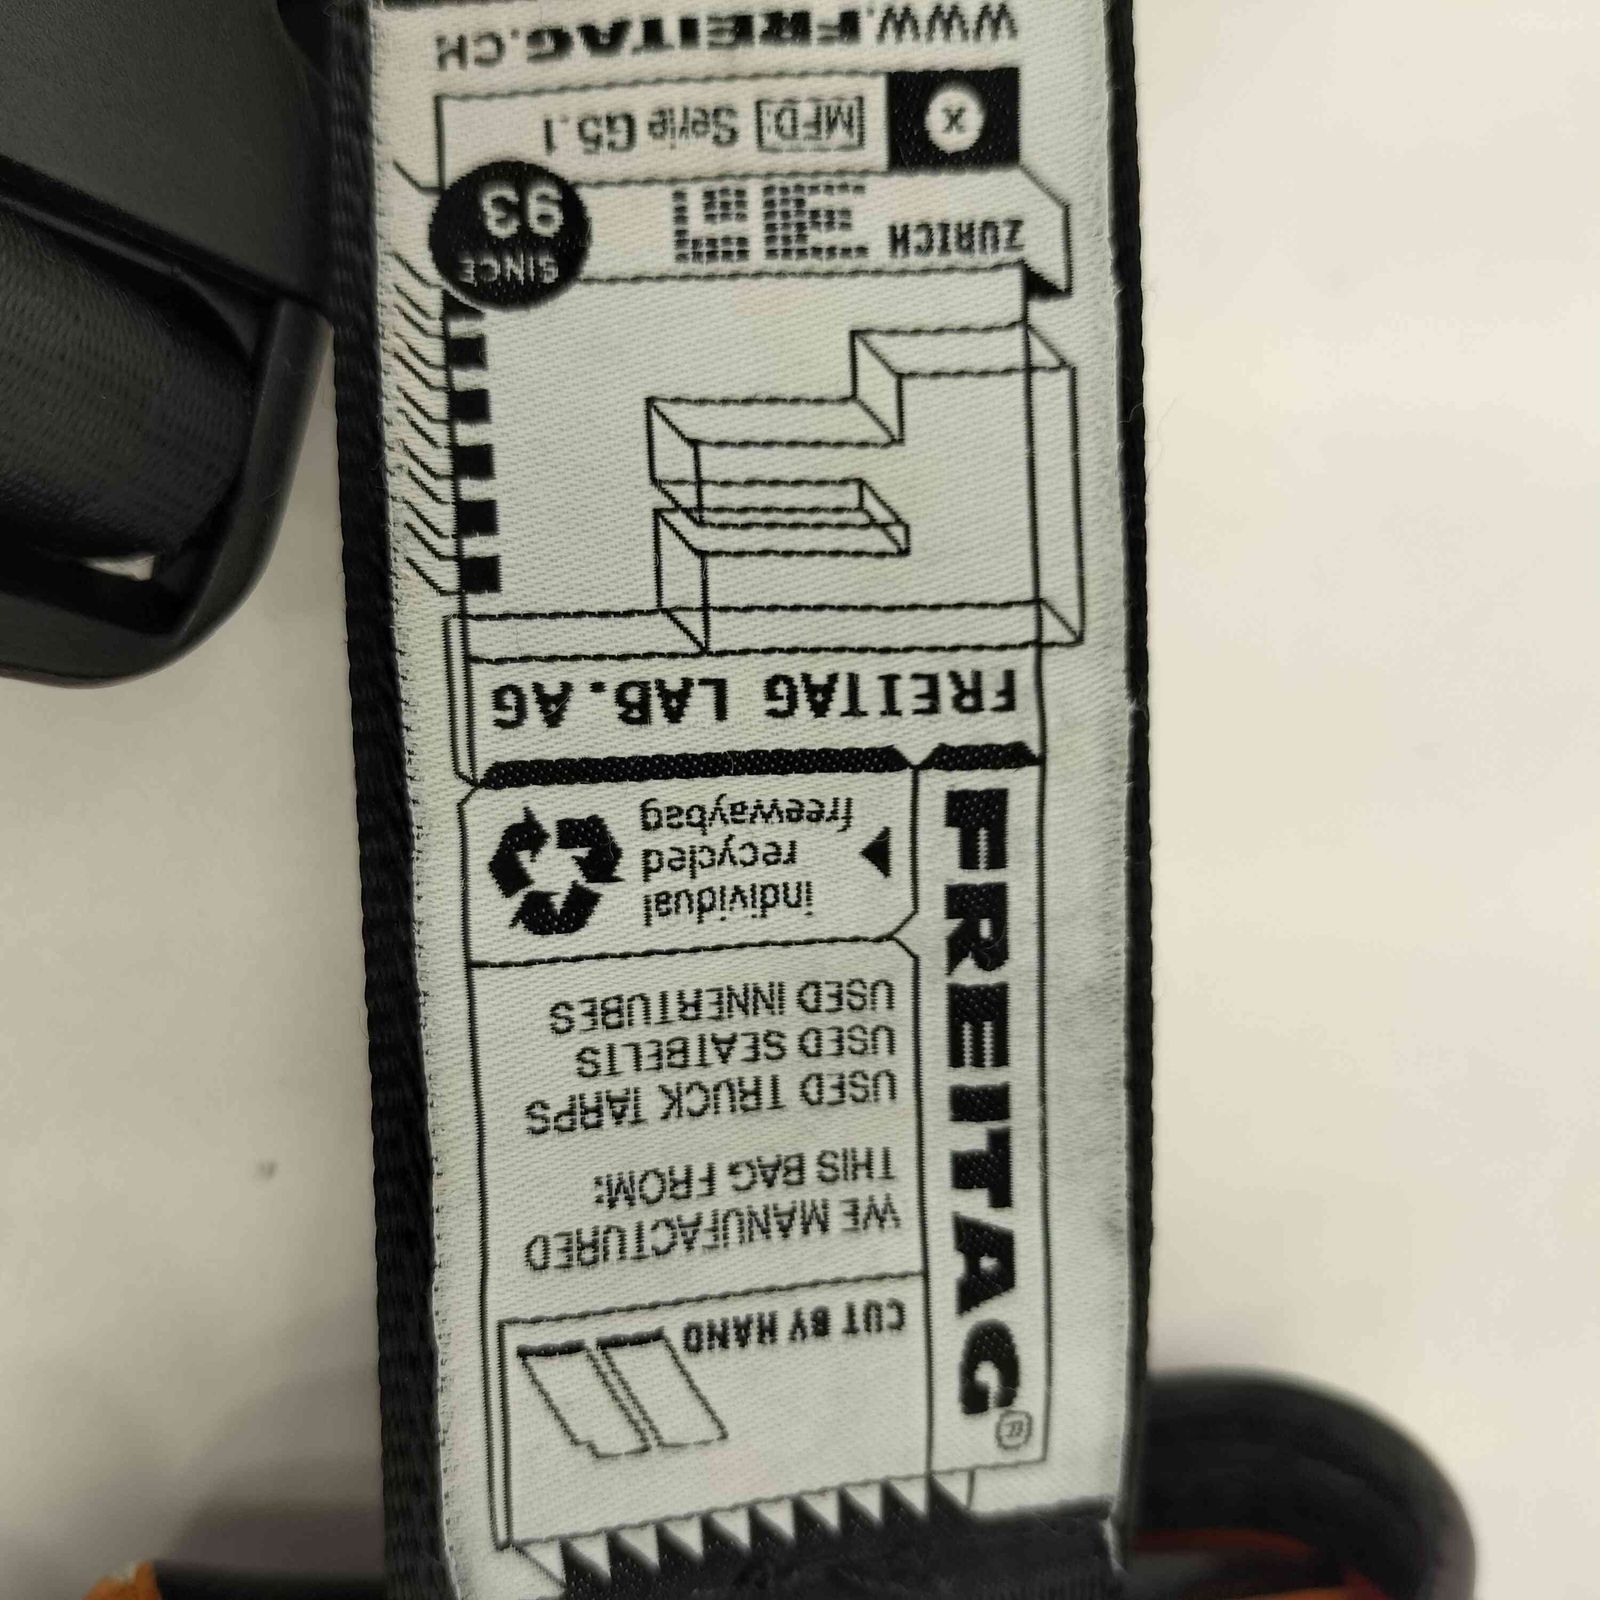 CUT BY HAND
FREITAG®
WE MANUFACTURED
THIS BAG FROM:
USED TRUCK TARPS
USED SEATBELTS
USED INNERTUBES
individual
recycled
freewaybag
FREITAG LAB.AG
SINCE
93
ZURICH
X MFD: Serie G5.1
WWW.FREITAG.CH